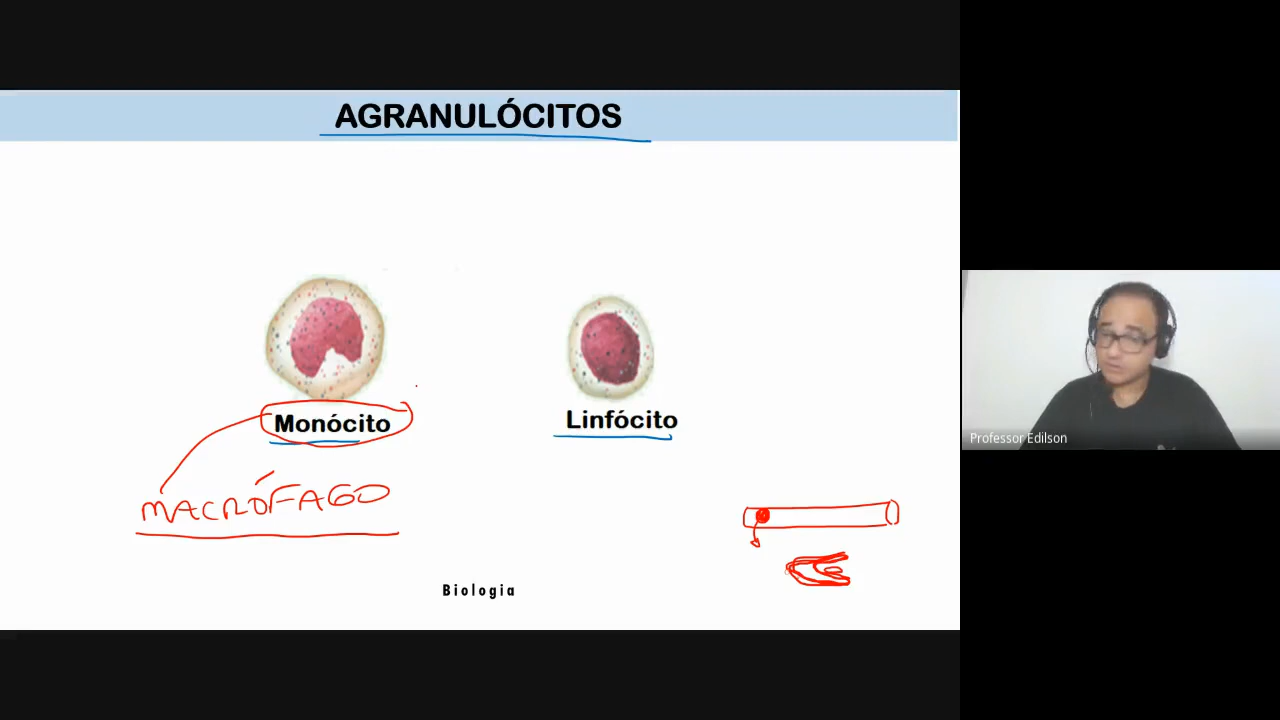 AGRANULÓCITOS
Monócito
Linfócito
MACRÓFAGO
Biologia
Professor Edilson